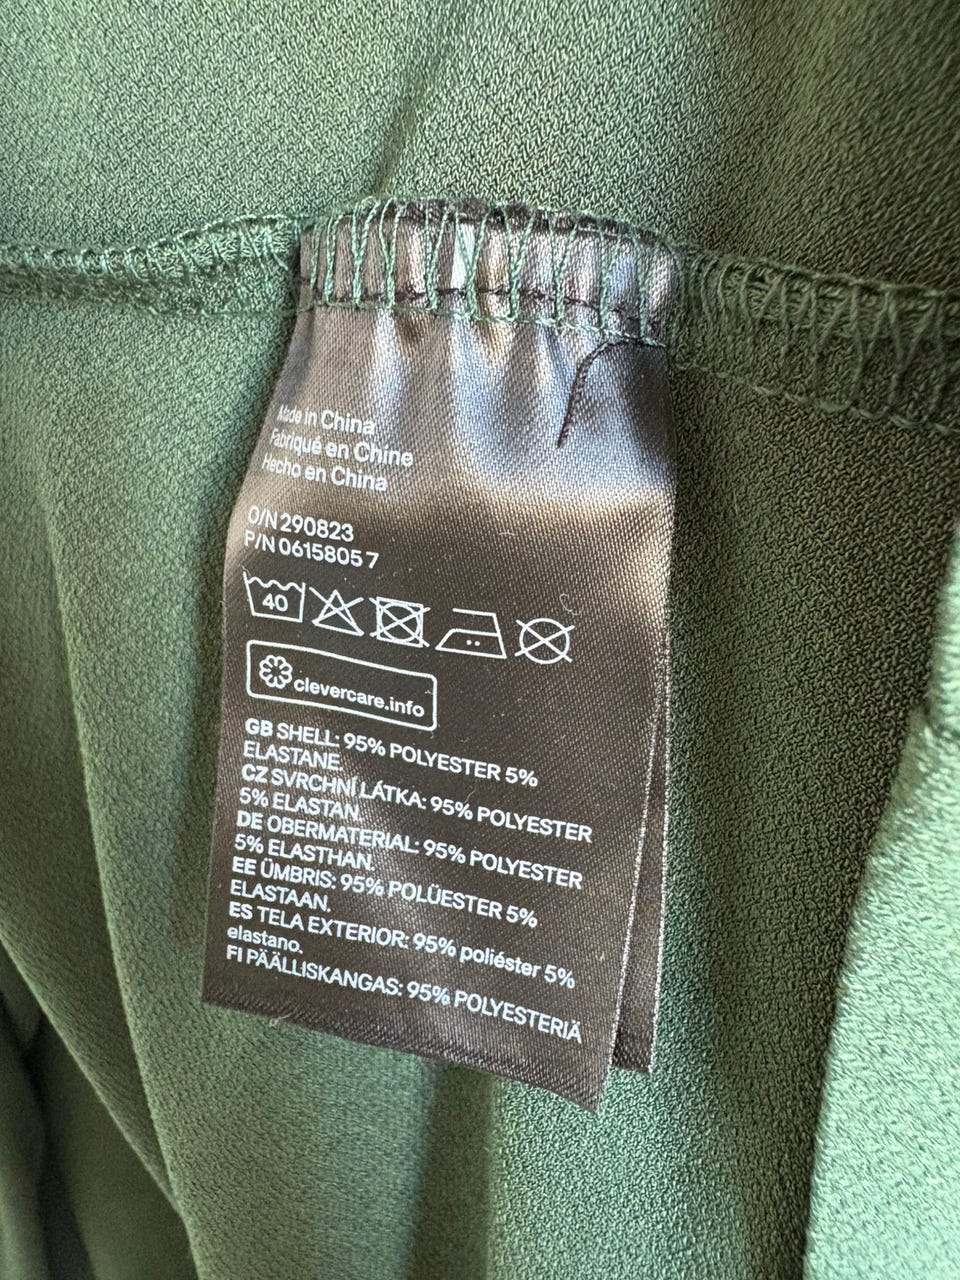 Made in China
Fabriqué en Chine
Hecho en China
O/N 290823
P/N 0615805 7
40
clevercare.info
GB SHELL: 95% POLYESTER 5%
ELASTANE.
CZ SVRCHNÍ LÁTKA: 95% POLYESTER
5% ELASTAN.
DE OBERMATERIAL: 95% POLYESTER
5% ELASTHAN.
EE ÜMBRIS: 95% POLÜESTER 5%
ELASTAAN.
ES TELA EXTERIOR: 95% poliéster 5%
elastano.
FI PÄÄLLISKANGAS: 95% POLYESTERIÄ